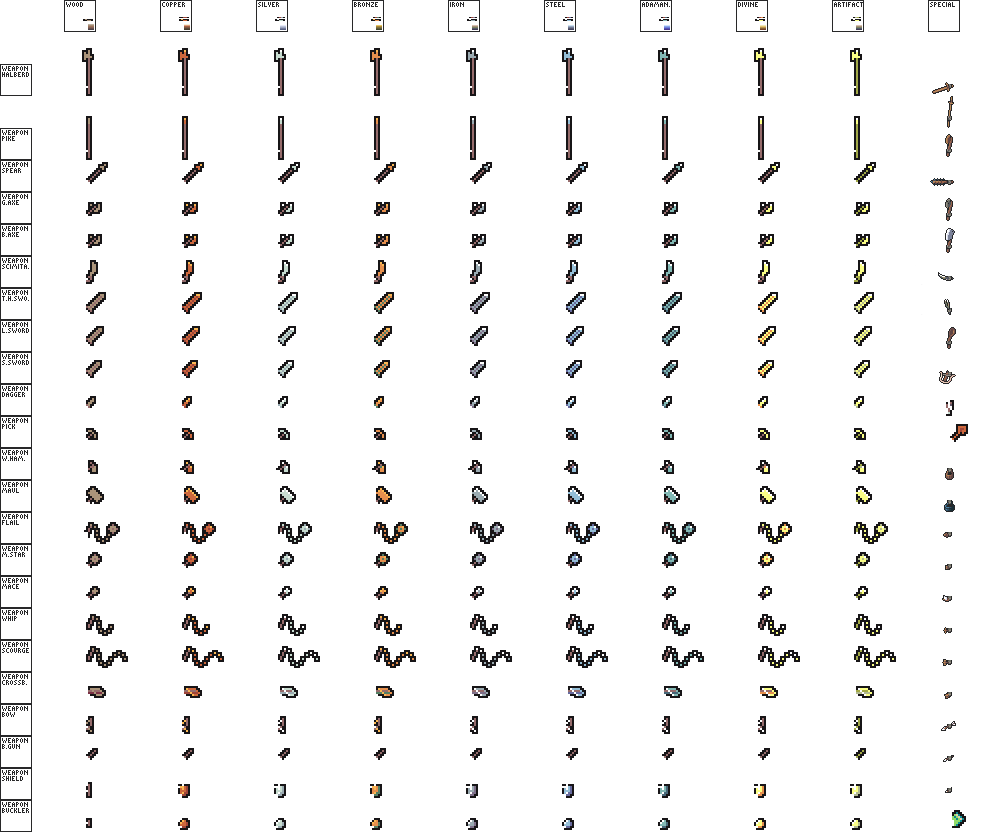 WOOD
COPPER
SILVER
BRONZE
IRON
STEEL
ADAMAN.
DIVINE
ARTIFACT
SPECIAL
WEAPON
HALBERD
WEAPON
PIKE
WEAPON
SPEAR
WEAPON
G.AXE
WEAPON
B.AXE
WEAPON
SCIMITA.
WEAPON
T.H.SWO.
WEAPON
L.SWORD
WEAPON
S.SWORD
WEAPON
DAGGER
WEAPON
PICK
WEAPON
W.HAM.
WEAPON
MAUL
WEAPON
FLAIL
WEAPON
M.STAR
WEAPON
MACE
WEAPON
WHIP
WEAPON
SCOURGE
WEAPON
CROSSB.
WEAPON
BOW
WEAPON
B.GUN
WEAPON
SHIELD
WEAPON
BUCKLER